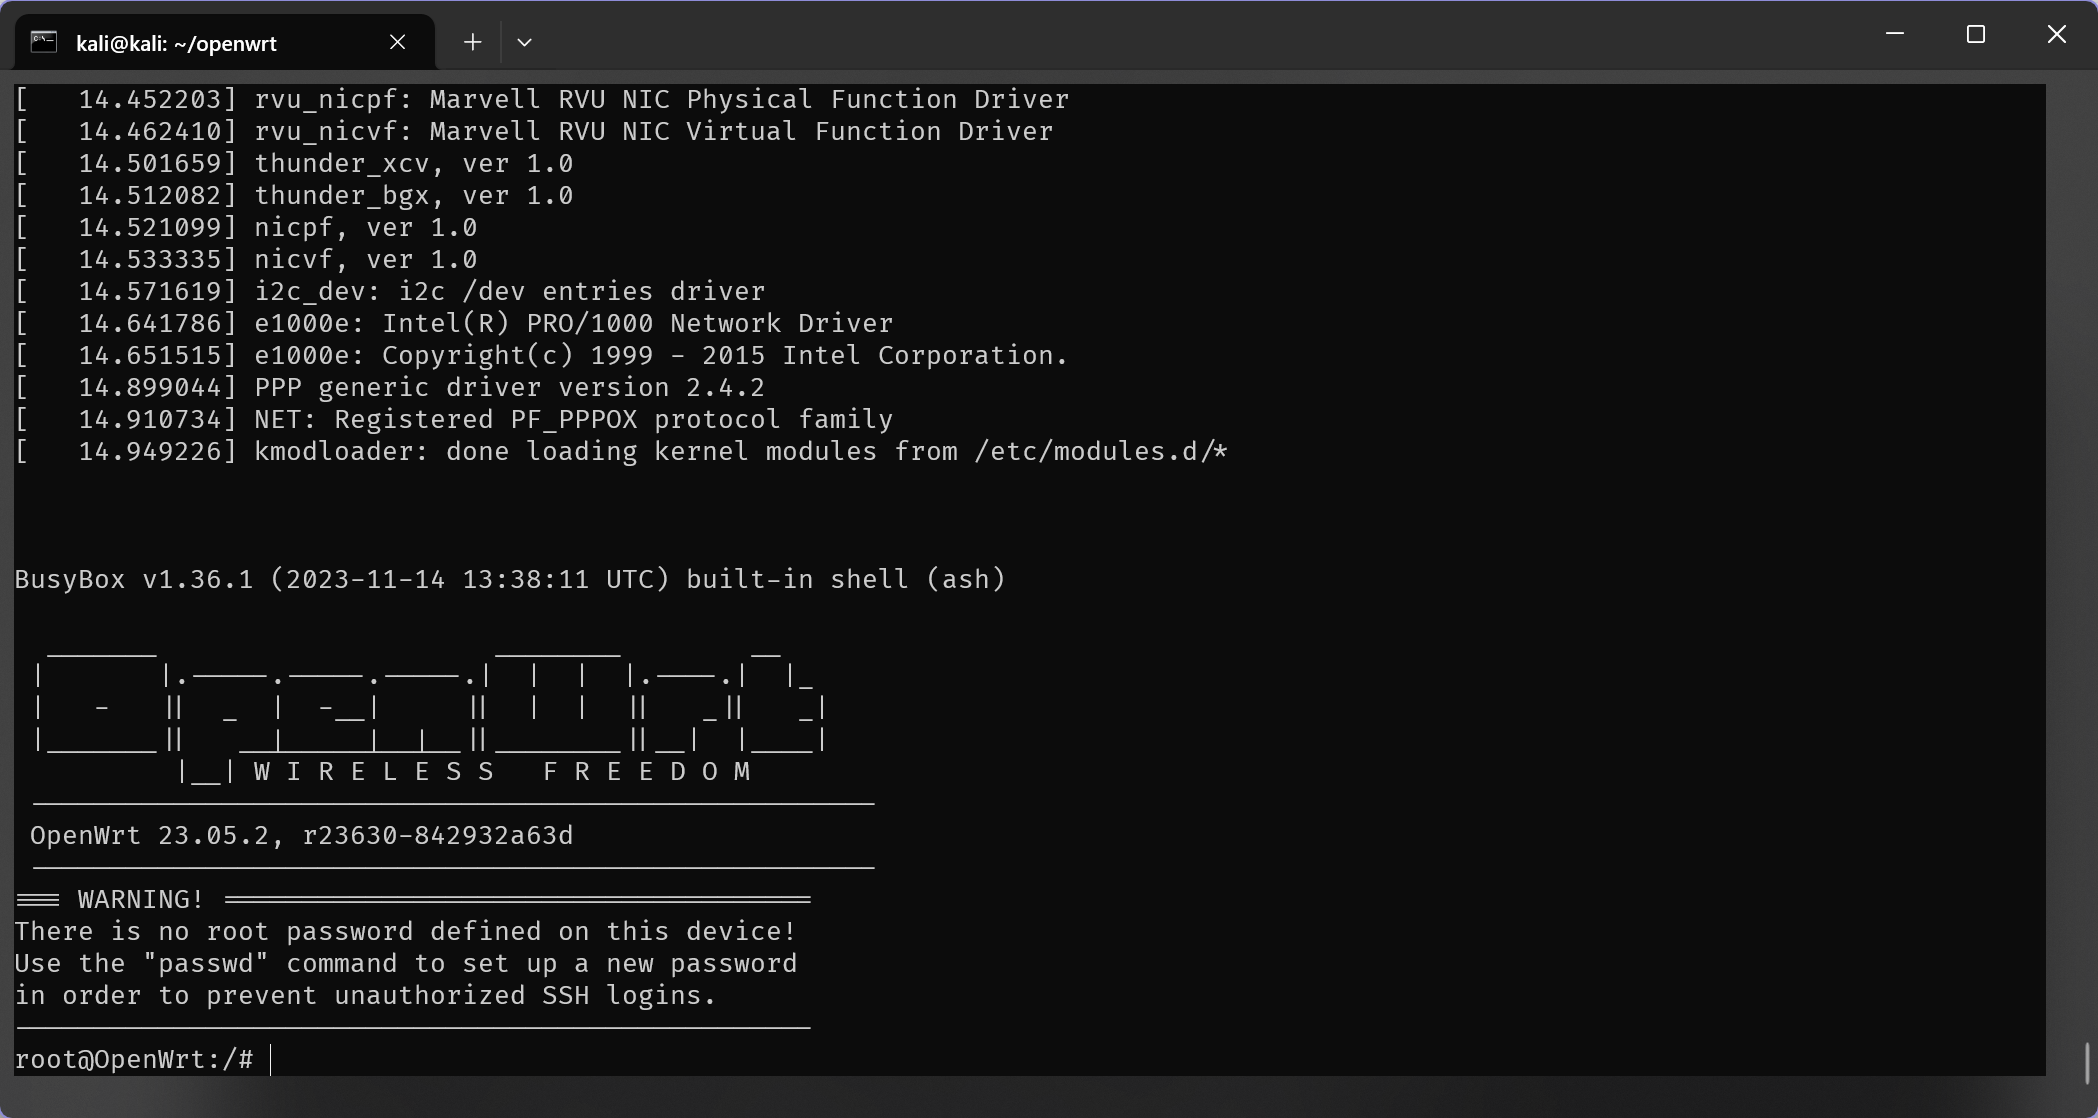 kali@kali: ~/openwrt
[   14.452203] rvu_nicpf: Marvell RVU NIC Physical Function Driver
[   14.462410] rvu_nicvf: Marvell RVU NIC Virtual Function Driver
[   14.501659] thunder_xcv, ver 1.0
[   14.512082] thunder_bgx, ver 1.0
[   14.521099] nicpf, ver 1.0
[   14.533335] nicvf, ver 1.0
[   14.571619] i2c_dev: i2c /dev entries driver
[   14.641786] e1000e: Intel(R) PRO/1000 Network Driver
[   14.651515] e1000e: Copyright(c) 1999 - 2015 Intel Corporation.
[   14.899044] PPP generic driver version 2.4.2
[   14.910734] NET: Registered PF_PPPOX protocol family
[   14.949226] kmodloader: done loading kernel modules from /etc/modules.d/*
BusyBox v1.36.1 (2023-11-14 13:38:11 UTC) built-in shell (ash)
OpenWrt
W I R E L E S S   F R E E D O M
OpenWrt 23.05.2, r23630-842932a63d
=== WARNING! =====================================
There is no root password defined on this device!
Use the "passwd" command to set up a new password
in order to prevent unauthorized SSH logins.
root@OpenWrt:/#